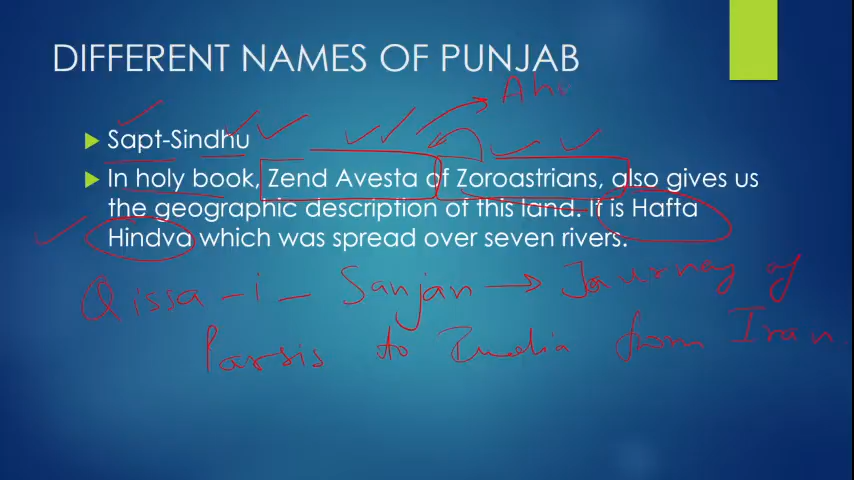 DIFFERENT NAMES OF PUNJAB
Ahu
Sapt-Sindhu
In holy book, Zend Avesta of Zoroastrians, also gives us
the geographic description of this land. It is Hafta
Hindva which was spread over seven rivers.
Qissa-i-Sanjan → Journey of
Parsis to India from Iran